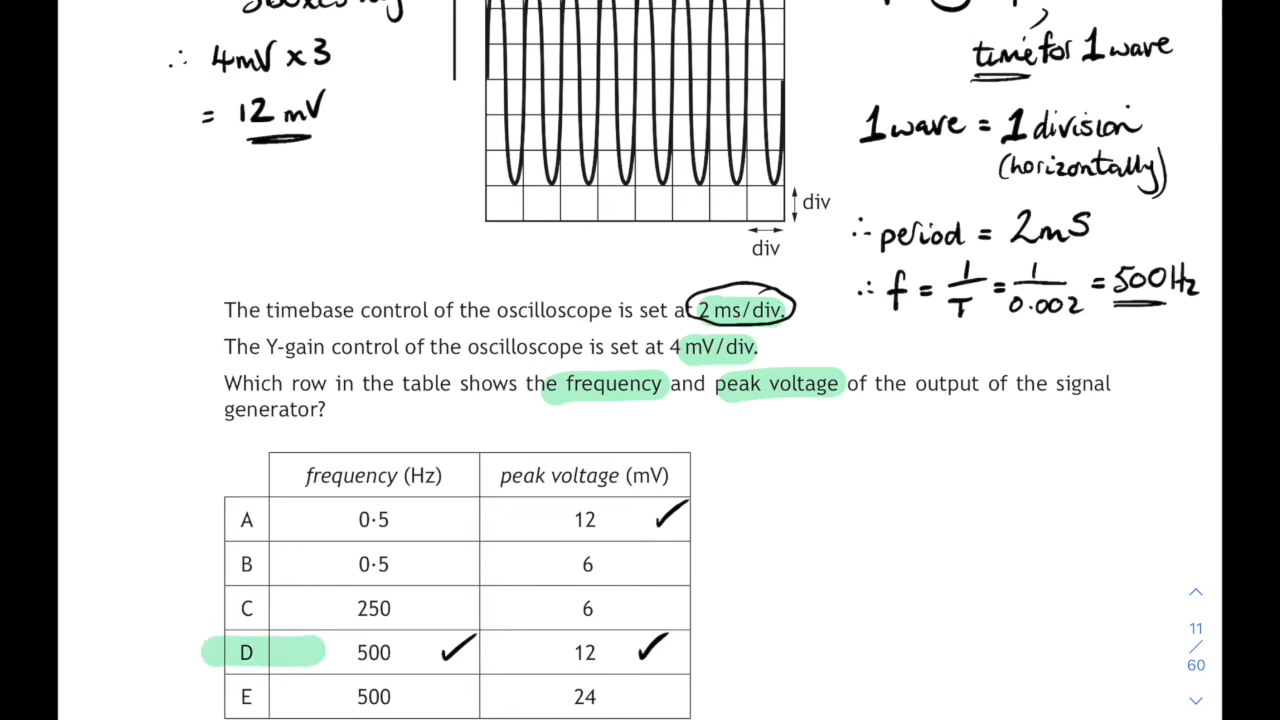 ∴ 4mV x 3
= 12 mV
time for 1 wave
1 wave = 1 division
(horizontally)
∴ period = 2ms
∴ f = 1/T = 1/0.002 = 500Hz
div
div
The timebase control of the oscilloscope is set at 2 ms/div.
The Y-gain control of the oscilloscope is set at 4 mV/div.
Which row in the table shows the frequency and peak voltage of the output of the signal
generator?
frequency (Hz) peak voltage (mV)
A 0·5 12 ✓
B 0·5 6
C 250 6
D 500 ✓ 12 ✓
E 500 24
11
/
60